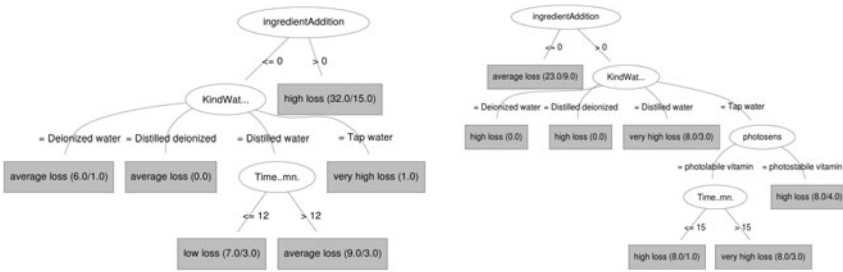 ingredientAddition
<= 0
> 0
KindWat...
high loss (32.0/15.0)
= Deionized water
= Distilled deionized
= Distilled water
= Tap water
average loss (6.0/1.0)
average loss (0.0)
Time..mn.
very high loss (1.0)
<= 12
> 12
low loss (7.0/3.0)
average loss (9.0/3.0)
ingredientAddition
<= 0
> 0
average loss (23.0/9.0)
KindWat...
= Deionized water
= Distilled deionized
= Distilled water
= Tap water
high loss (0.0)
high loss (0.0)
very high loss (8.0/3.0)
photosens
= photolabile vitamin
= photostabile vitamin
Time..mn.
high loss (8.0/4.0)
<= 15
> 15
high loss (8.0/1.0)
very high loss (8.0/3.0)